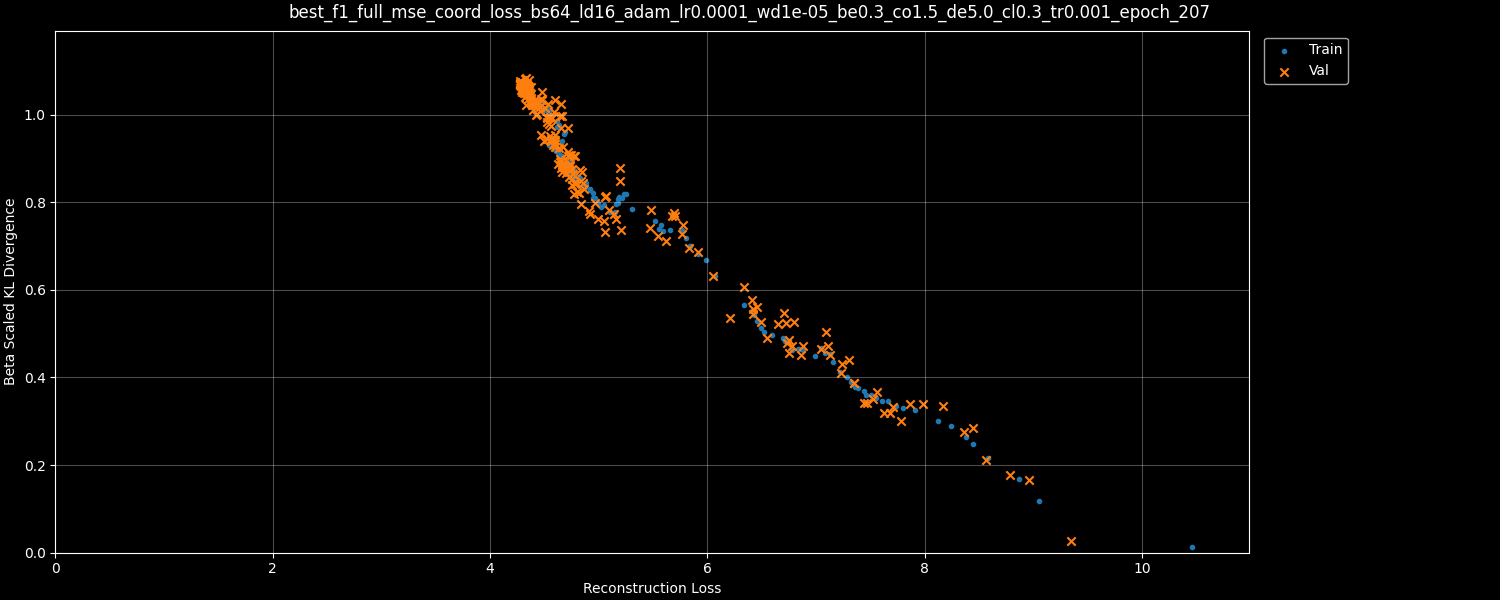 best_f1_full_mse_coord_loss_bs64_ld16_adam_lr0.0001_wd1e-05_be0.3_co1.5_de5.0_cl0.3_tr0.001_epoch_207
Train
Val
Beta Scaled KL Divergence
1.0
0.8
0.6
0.4
0.2
0.0
0
2
4
6
8
10
Reconstruction Loss